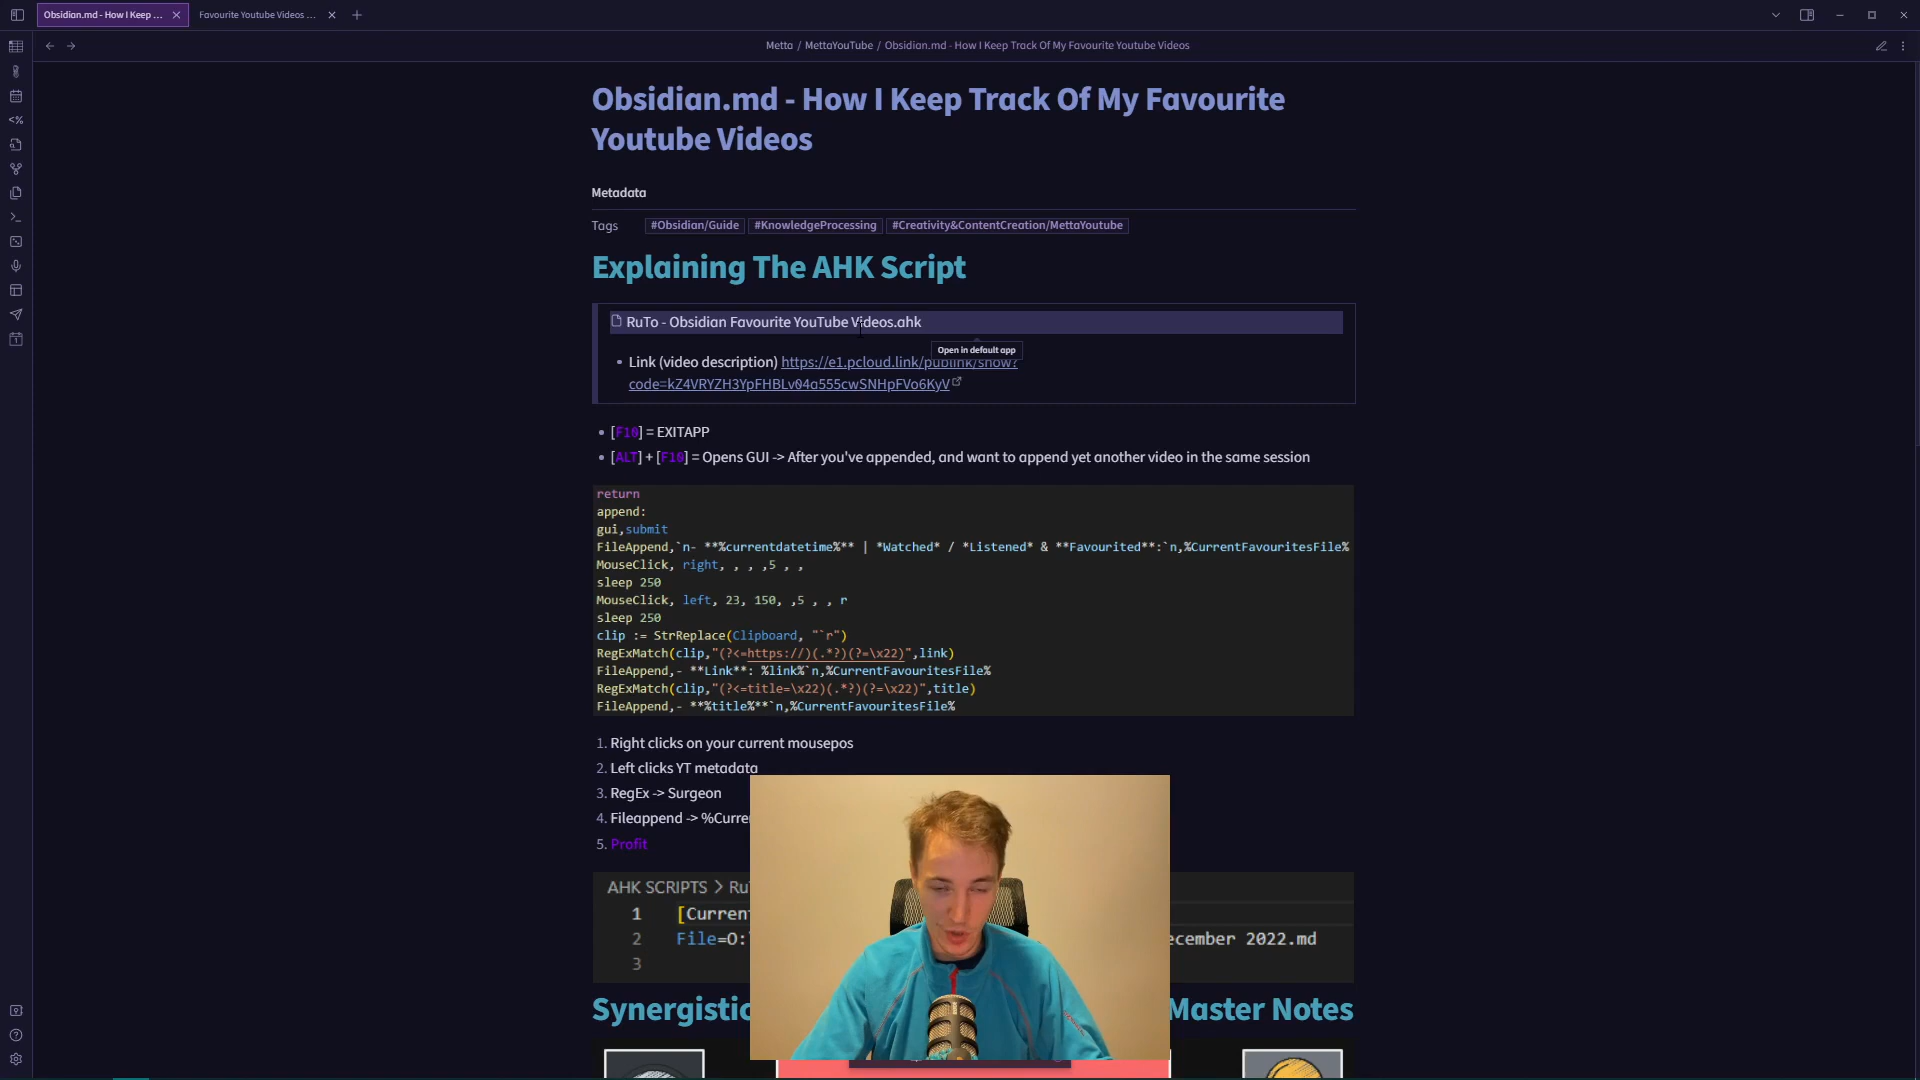 Obsidian.md - How I Keep ...
Favourite Youtube Videos ...
Metta / MettaYouTube / Obsidian.md - How I Keep Track Of My Favourite Youtube Videos
Obsidian.md - How I Keep Track Of My Favourite
Youtube Videos
Metadata
Tags #Obsidian/Guide #KnowledgeProcessing #Creativity&ContentCreation/MettaYoutube
Explaining The AHK Script
RuTo - Obsidian Favourite YouTube Videos.ahk
Open in default app
• Link (video description) https://e1.pcloud.link/publink/show?
code=kZ4VRYZH3YpFHBLv04a555cwSNHpFVo6KyV
• [F10] = EXITAPP
• [ALT] + [F10] = Opens GUI -> After you've appended, and want to append yet another video in the same session
return
append:
gui,submit
FileAppend,`n- **%currentdatetime%** | *Watched* / *Listened* & **Favourited**:`n,%CurrentFavouritesFile%
MouseClick, right, , , ,5 , ,
sleep 250
MouseClick, left, 23, 150, ,5 , , r
sleep 250
clip := StrReplace(Clipboard, "`r")
RegExMatch(clip,"(?<=https://)(.*?)(?=\x22)",link)
FileAppend,- **Link**: %link%`n,%CurrentFavouritesFile%
RegExMatch(clip,"(?<=title=\x22)(.*?)(?=\x22)",title)
FileAppend,- **%title%**`n,%CurrentFavouritesFile%
1. Right clicks on your current mousepos
2. Left clicks YT metadata
3. RegEx -> Surgeon
4. Fileappend -> %Curre
5. Profit
AHK SCRIPTS > Ru
1 [Current
2 File=O:\ ecember 2022.md
3
Synergistic Master Notes